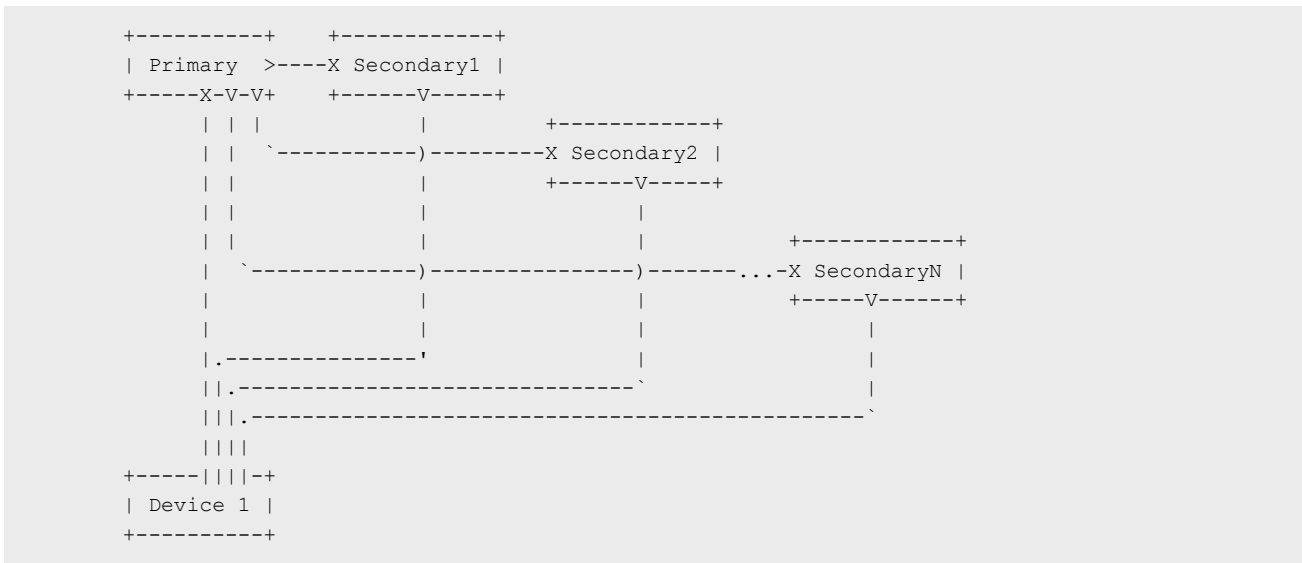 +----------+    +------------+
| Primary  >----X Secondary1 |
+-----X-V-V+    +------V-----+
      | | |            |         +------------+
      | | `-----------)---------X Secondary2 |
      | |              |         +------V-----+
      | |              |                |
      | |              |                |           +------------+
      |  `-------------)----------------)-------...-X SecondaryN |
      |                |                |           +-----V------+
      |                |                |                 |
      |.---------------'                |                 |
      ||.-------------------------------`                 |
      |||.------------------------------------------------`
      ||||
+-----||||-+
| Device 1 |
+----------+